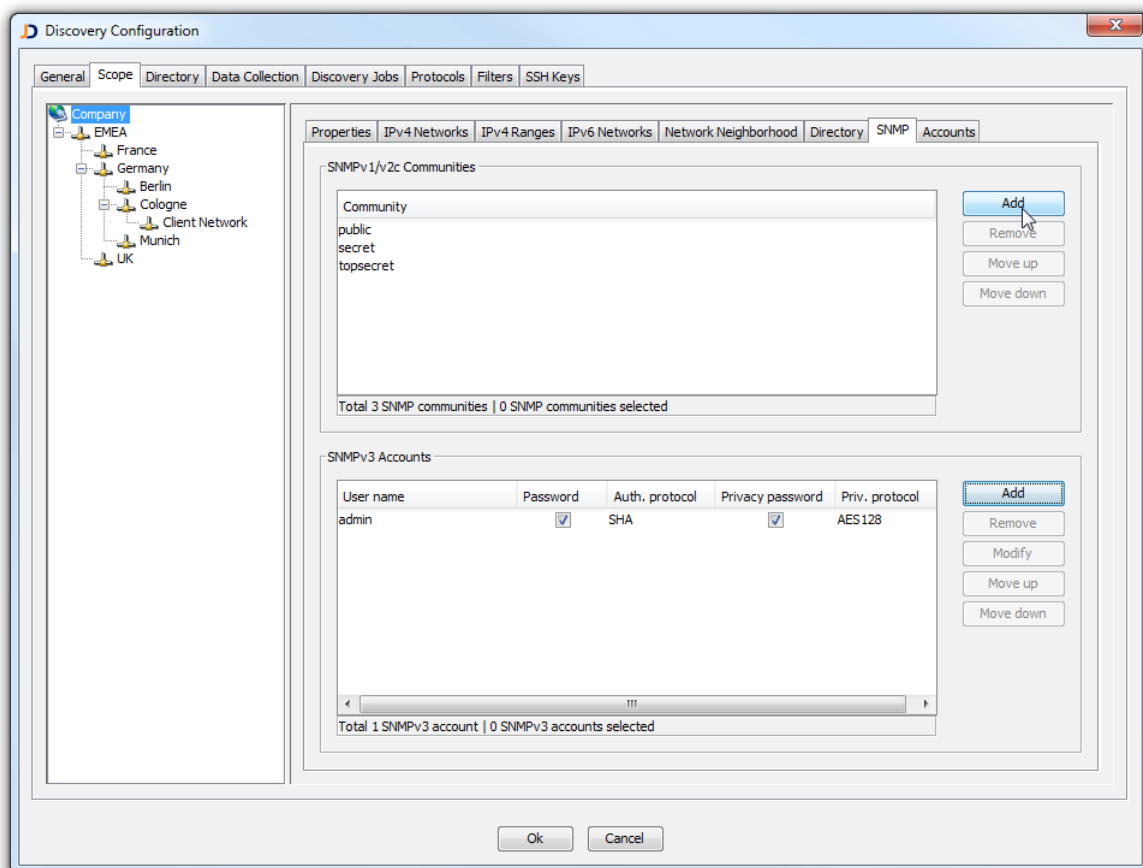 Discovery Configuration
General Scope Directory Data Collection Discovery Jobs Protocols Filters SSH Keys
Company
EMEA
France
Germany
Berlin
Cologne
Client Network
Munich
UK
Properties IPv4 Networks IPv4 Ranges IPv6 Networks Network Neighborhood Directory SNMP Accounts
SNMPv1/v2c Communities
Community
public
secret
topsecret
Total 3 SNMP communities | 0 SNMP communities selected
Add
Remove
Move up
Move down
SNMPv3 Accounts
User name Password Auth. protocol Privacy password Priv. protocol
admin SHA AES128
Total 1 SNMPv3 account | 0 SNMPv3 accounts selected
Add
Remove
Modify
Move up
Move down
Ok Cancel